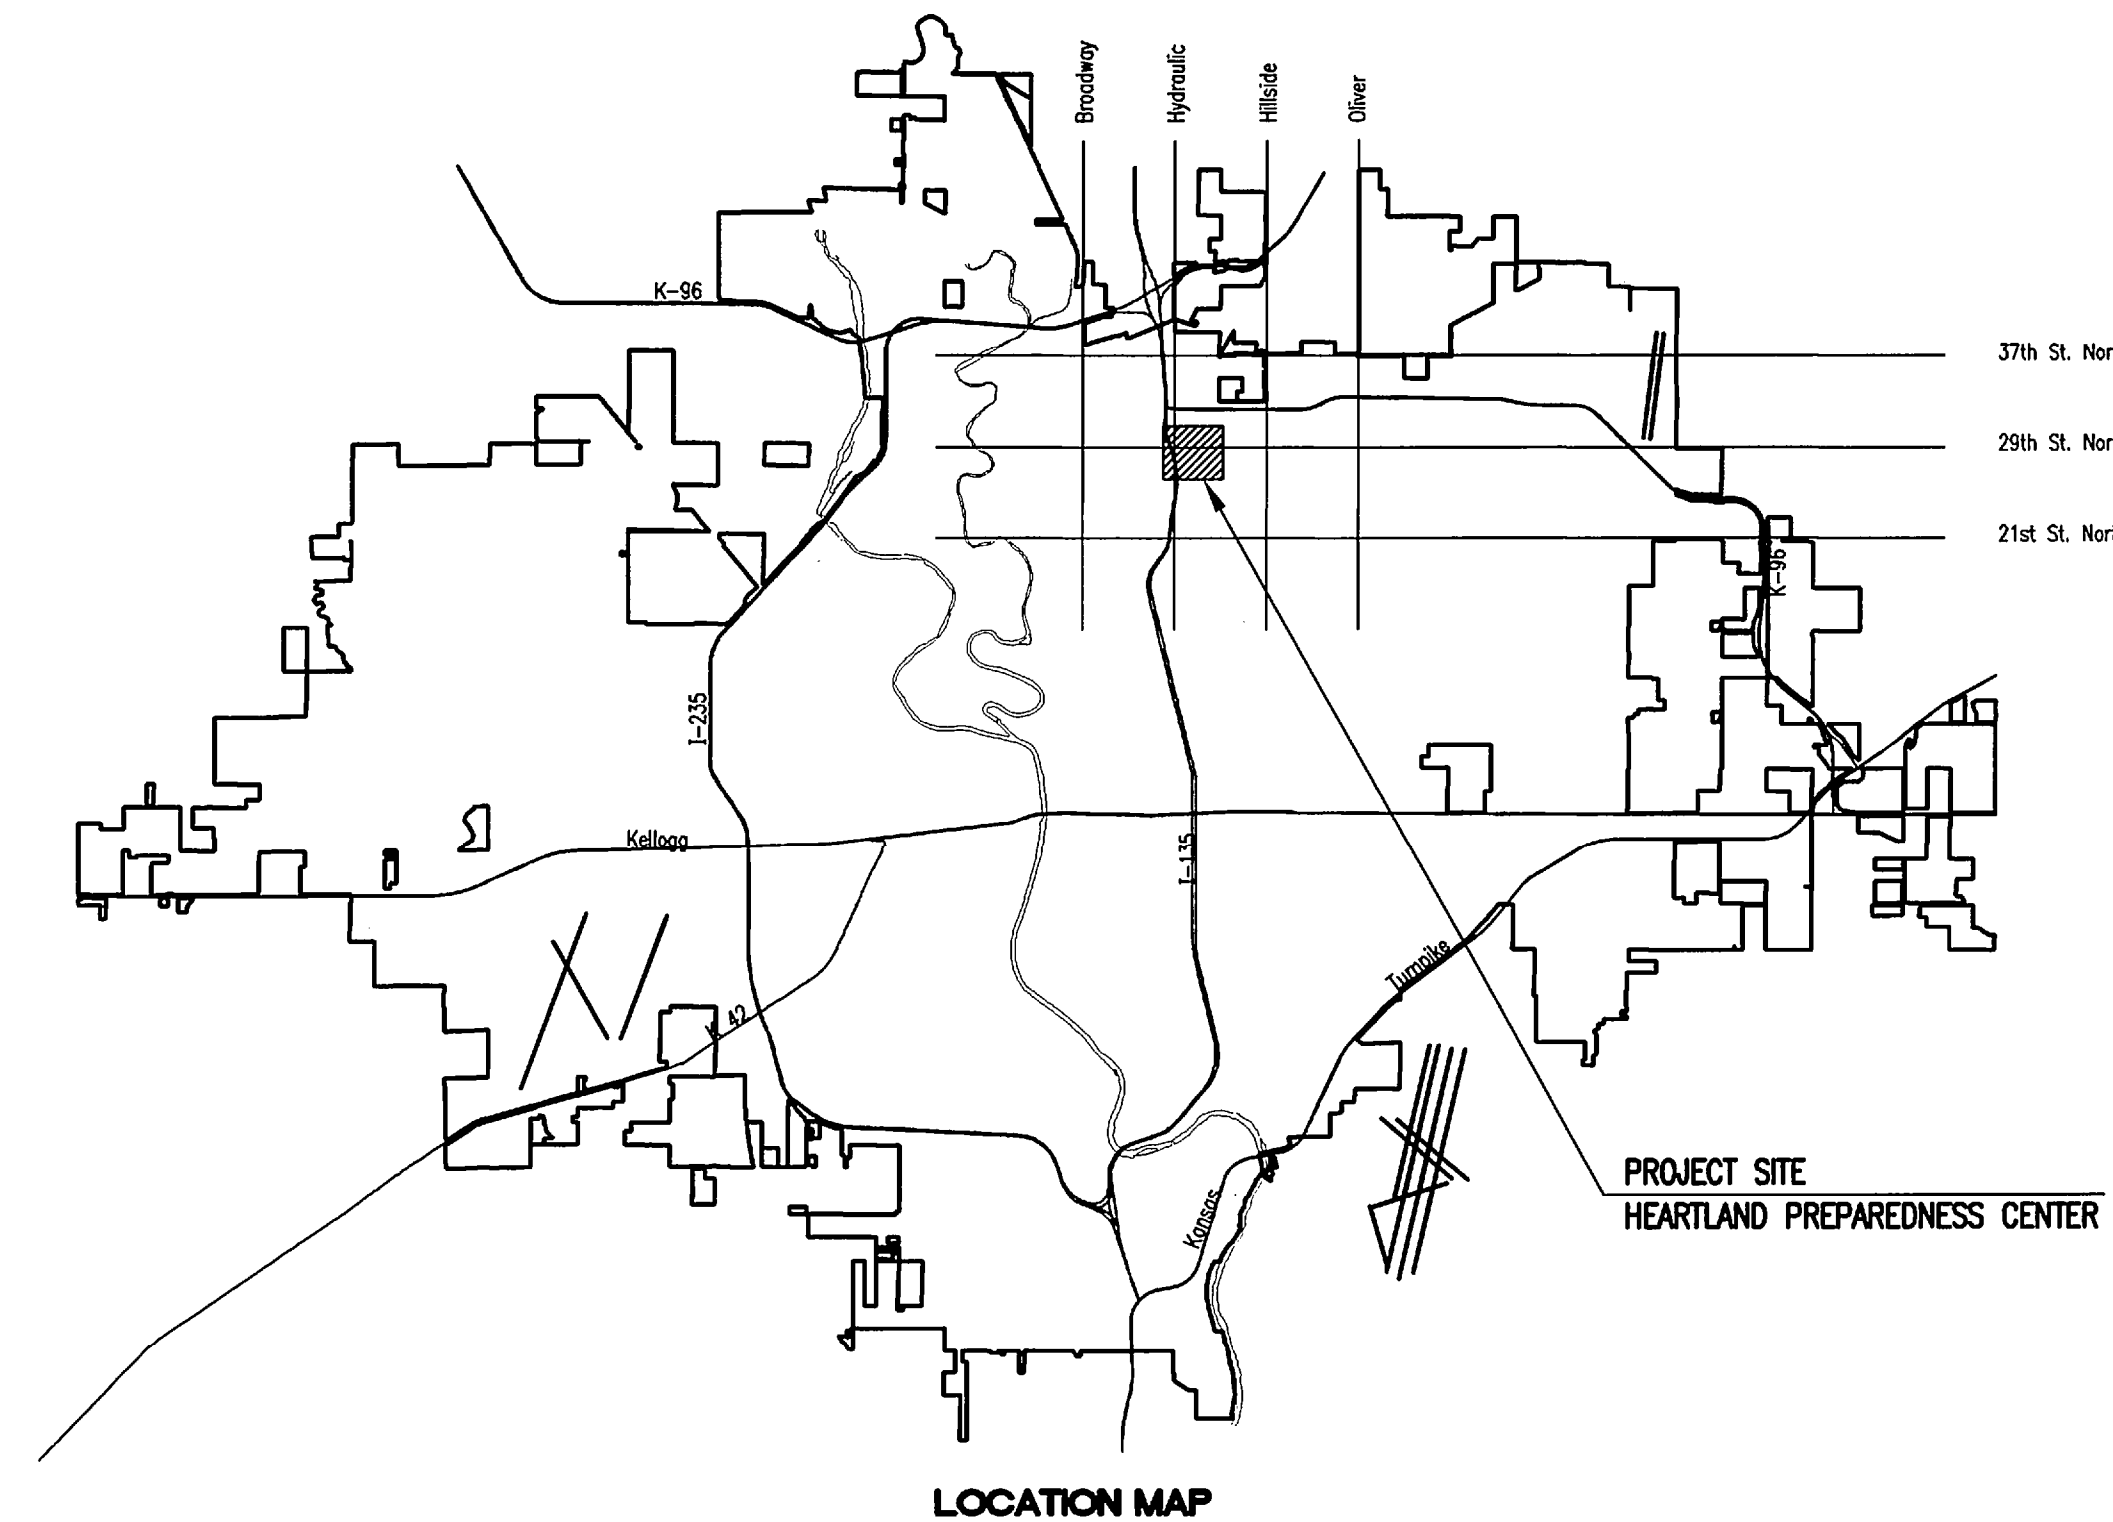 Broadway
Hydraulic
Hillside
Oliver
K-96
37th St. Nor
29th St. Nor
21st St. Nor
K-96
I-235
Kellogg
I-135
Turnpike
K-42
Kansas
PROJECT SITE
HEARTLAND PREPAREDNESS CENTER
LOCATION MAP